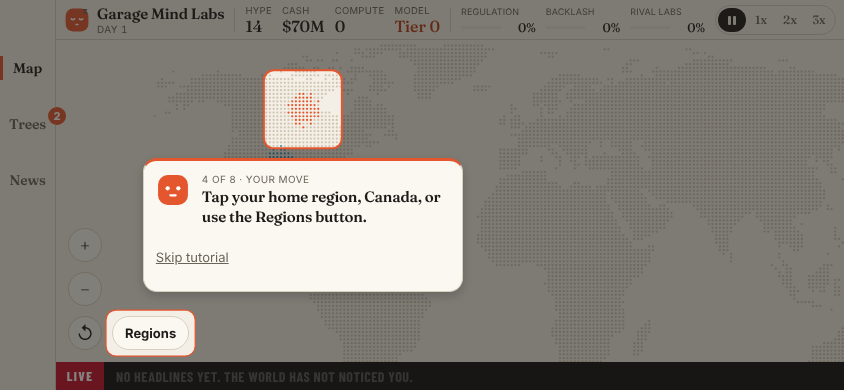 Garage Mind Labs
DAY 1
HYPE
14
CASH
$70M
COMPUTE
0
MODEL
Tier 0
REGULATION
0%
BACKLASH
0%
RIVAL LABS
0%
1x
2x
3x
Map
Trees
2
News
4 OF 8 · YOUR MOVE
Tap your home region, Canada, or
use the Regions button.
Skip tutorial
+
−
Regions
LIVE
NO HEADLINES YET. THE WORLD HAS NOT NOTICED YOU.